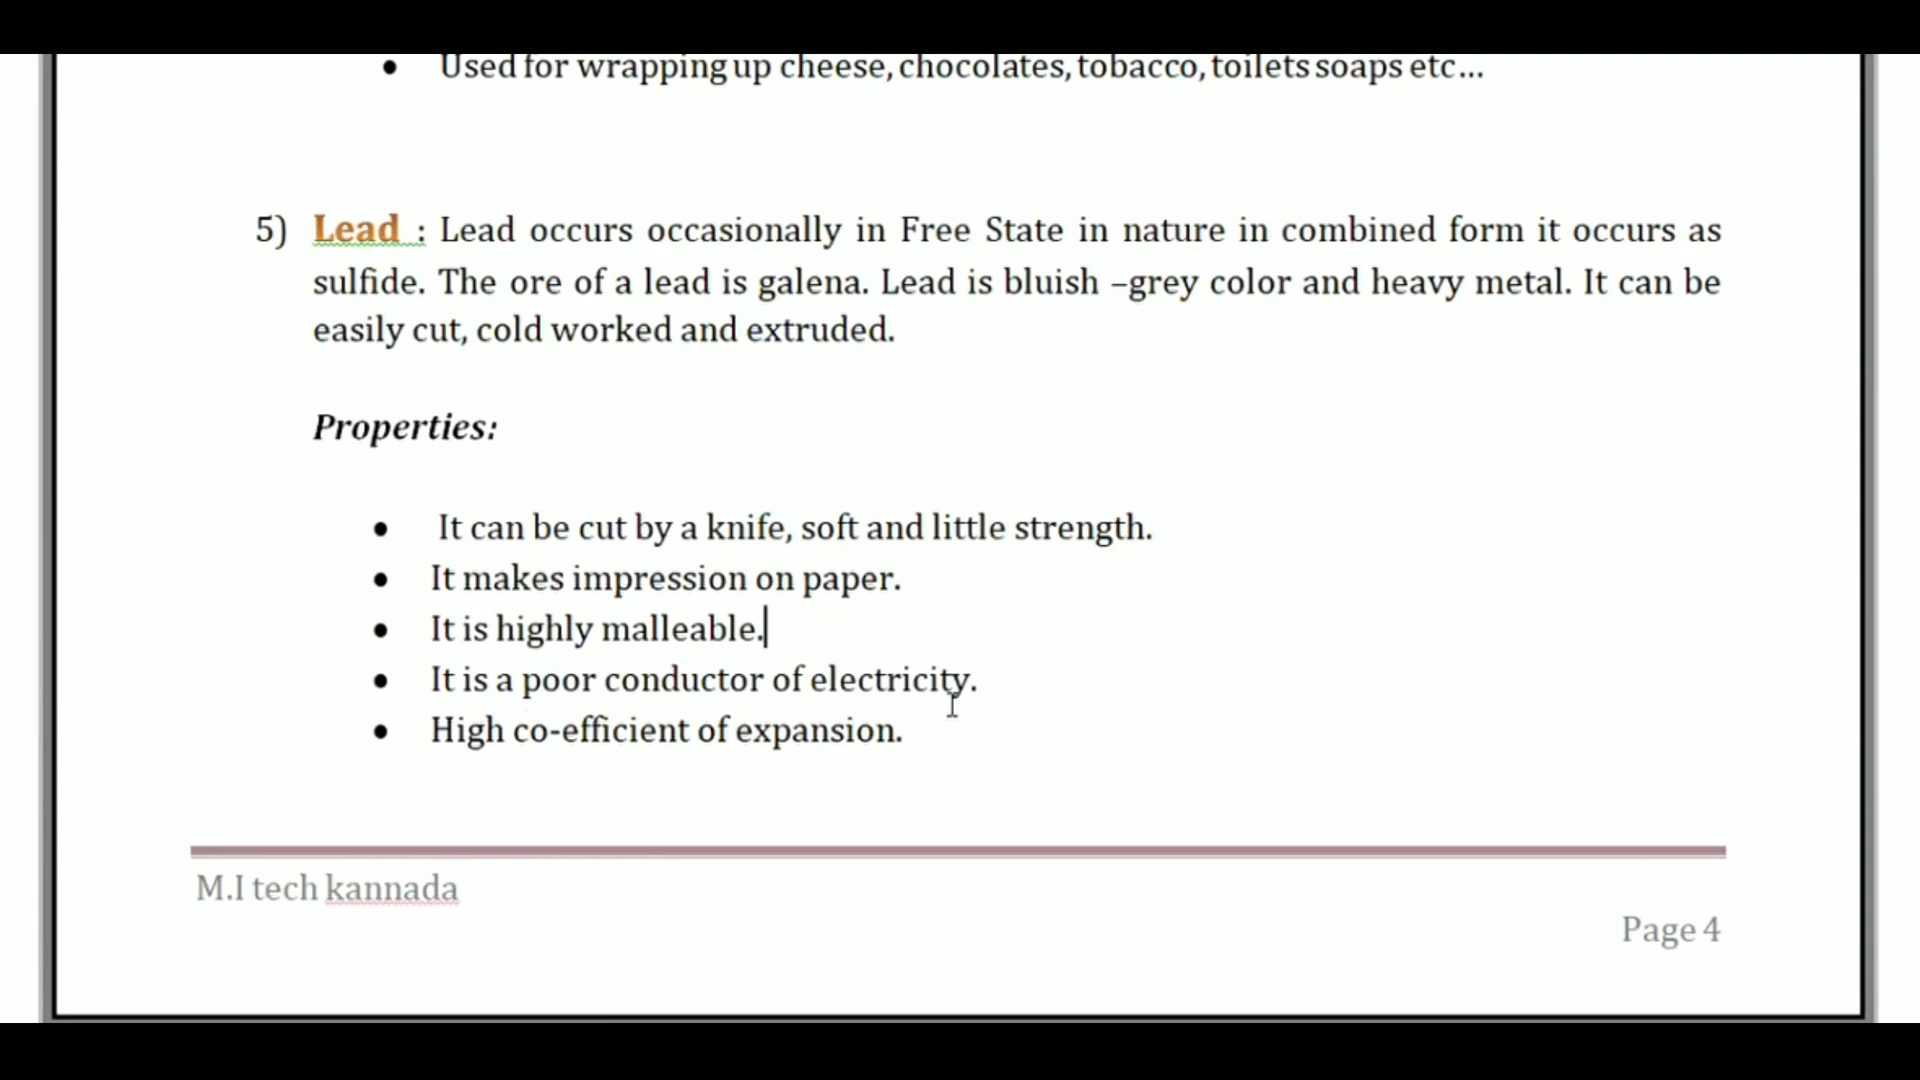 • Used for wrapping up cheese, chocolates, tobacco, toilets soaps etc...
5) Lead : Lead occurs occasionally in Free State in nature in combined form it occurs as
sulfide. The ore of a lead is galena. Lead is bluish –grey color and heavy metal. It can be
easily cut, cold worked and extruded.
Properties:
• It can be cut by a knife, soft and little strength.
• It makes impression on paper.
• It is highly malleable.
• It is a poor conductor of electricity.
• High co-efficient of expansion.
M.I tech kannada
Page 4